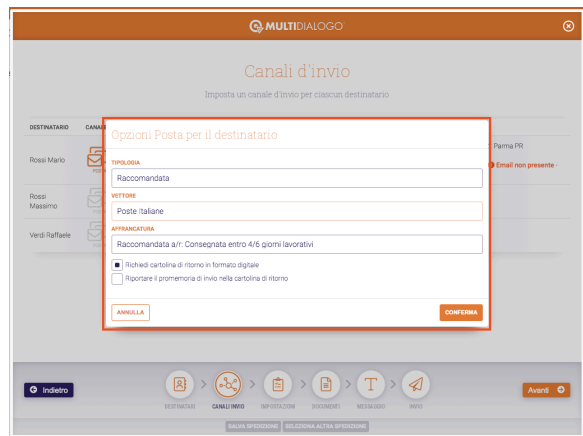 MULTIDIALOGO
Canali d'invio
Imposta un canale d'invio per ciascun destinatario
DESTINATARIO
Opzioni Posta per il destinatario
Parma PR
Rossi Mario
TIPOLOGIA
Email non presente -
Raccomandata
VETTORE
Rossi
Massimo
Poste Italiane
AFFRANCATURA
Verdi Raffaele
Raccomandata a/r: Consegnata entro 4/6 giorni lavorativi
Richiedi cartolina di ritorno in formato digitale
Riportare il promemoria di invio nella cartolina di ritorno
ANNULLA
CONFERMA
Indietro
Avanti
DESTINATARI
CANALI INVIO
IMPOSTAZIONI
DOCUMENTI
MESSAGGIO
INVIO
SALVA SPEDIZIONE
SELEZIONA ALTRA SPEDIZIONE